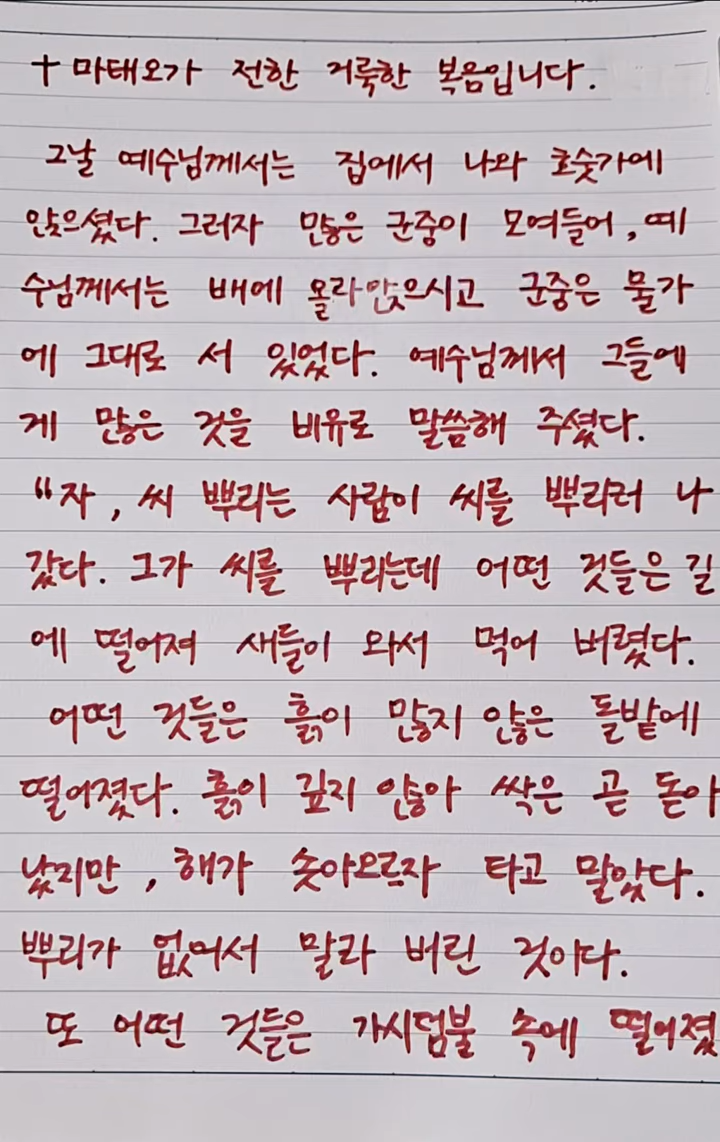 ✝ 마태오가 전한 거룩한 복음입니다.
그날 예수님께서는 집에서 나와 호숫가에
앉으셨다. 그러자 많은 군중이 모여들어, 예
수님께서는 배에 올라앉으시고 군중은 물가
에 그대로 서 있었다. 예수님께서 그들에
게 많은 것을 비유로 말씀해 주셨다.
“자, 씨 뿌리는 사람이 씨를 뿌리러 나
갔다. 그가 씨를 뿌리는데 어떤 것들은 길
에 떨어져 새들이 와서 먹어 버렸다.
어떤 것들은 흙이 많지 않은 돌밭에
떨어졌다. 흙이 깊지 않아 싹은 곧 돋아
났지만, 해가 솟아오르자 타고 말았다.
뿌리가 없어서 말라 버린 것이다.
또 어떤 것들은 가시덤불 속에 떨어졌